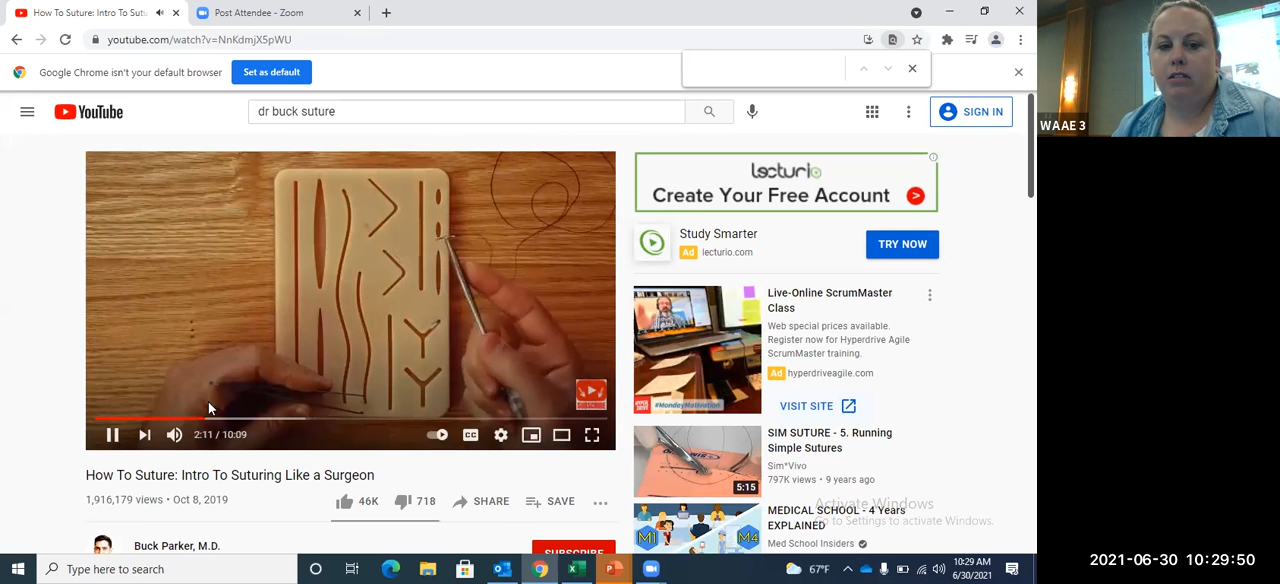 How To Suture: Intro To Sutu
Post Attendee - Zoom
youtube.com/watch?v=NnKdmjX5pWU
Google Chrome isn't your default browser
Set as default
YouTube
dr buck suture
SIGN IN
WAAE 3
lecturio
Create Your Free Account
Study Smarter
Ad lecturio.com
TRY NOW
Live-Online ScrumMaster
Class
Web special prices available.
Register now for Hyperdrive Agile
ScrumMaster training.
Ad hyperdriveagile.com
#MondayMotivation
VISIT SITE
SUBSCRIBE
2:11 / 10:09
CC
How To Suture: Intro To Suturing Like a Surgeon
1,916,179 views • Oct 8, 2019
46K
718
SHARE
SAVE
SIM SUTURE - 5. Running
Simple Sutures
Sim*Vivo
797K views • 9 years ago
5:15
MEDICAL SCHOOL - 4 Years
EXPLAINED
Med School Insiders
M1
M4
Activate Windows
Go to Settings to activate Windows.
Buck Parker, M.D.
SUBSCRIBE
Type here to search
67°F
10:29 AM
6/30/2021
2021-06-30 10:29:50